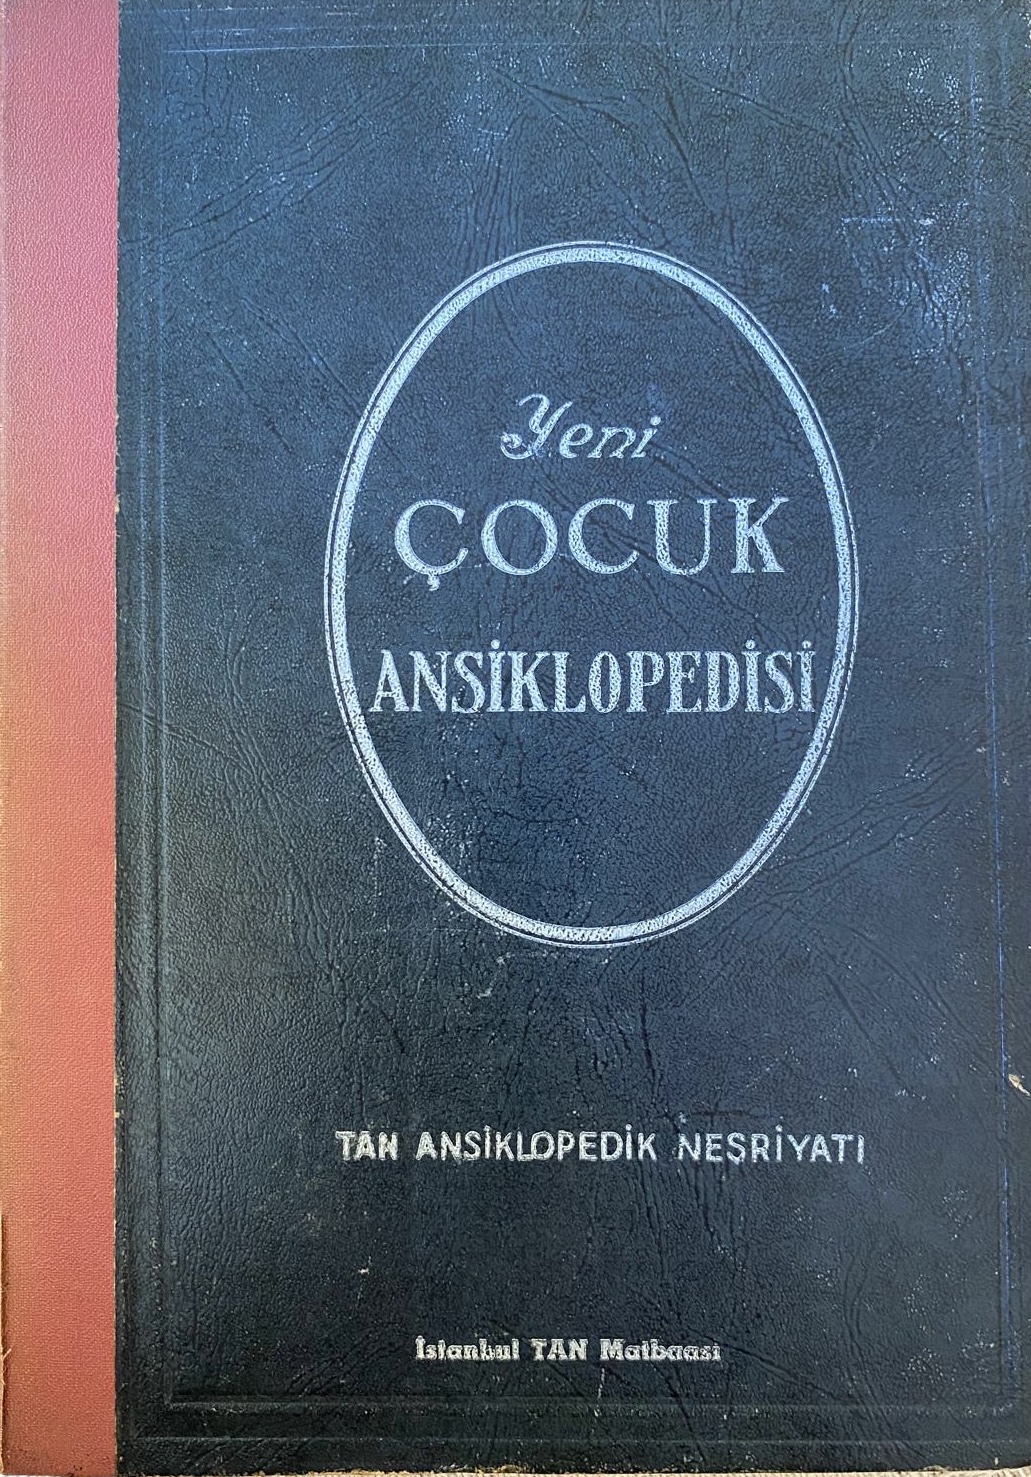 Yeni
ÇOCUK
ANSİKLOPEDİSİ
TAN ANSİKLOPEDİK NEŞRİYATI
İstanbul TAN Matbaası